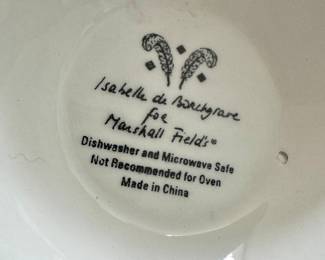 Isabelle de Borchgrave
for
Marshall Field's®
Dishwasher and Microwave Safe
Not Recommended for Oven
Made in China